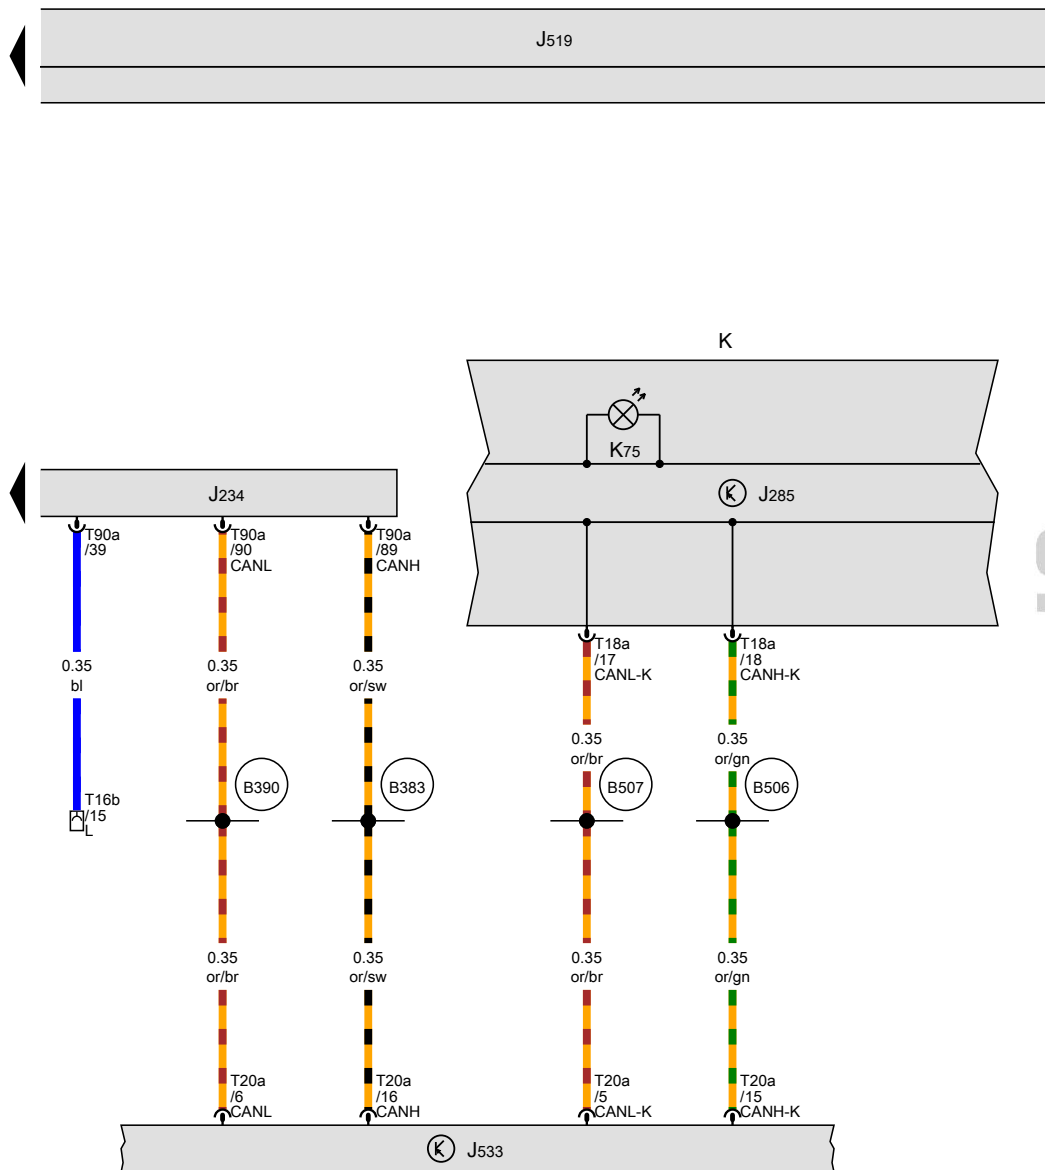 J519
K
K75
J234
J285
T90a
/39
T90a
/90
CANL
T90a
/89
CANH
T18a
/17
CANL-K
T18a
/18
CANH-K
0.35
bl
0.35
or/br
0.35
or/sw
0.35
or/br
0.35
or/gn
T16b
/15
L
B390
B383
B507
B506
0.35
or/br
0.35
or/sw
0.35
or/br
0.35
or/gn
T20a
/6
CANL
T20a
/16
CANH
T20a
/5
CANL-K
T20a
/15
CANH-K
J533